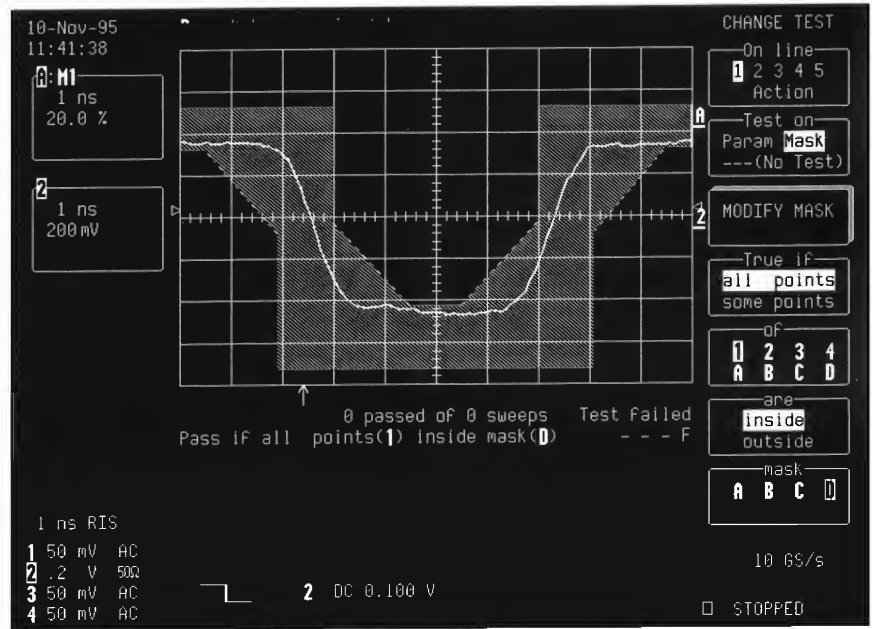 10-Nov-95
11:41:38
A:M1
1 ns
20.0 %
2
1 ns
200mV
A
2
0 passed of 0 sweeps Test Failed
Pass if all points(1) inside mask(D) - - - F
1 ns RIS
1 50 mV AC
2 .2 V 50Ω
3 50 mV AC
4 50 mV AC
2 DC 0.100 V
CHANGE TEST
On line
1 2 3 4 5
Action
Test on
Param Mask
---(No Test)
MODIFY MASK
True if
all points
some points
of
1 2 3 4
A B C D
are
inside
outside
mask
A B C D
10 GS/s
□ STOPPED